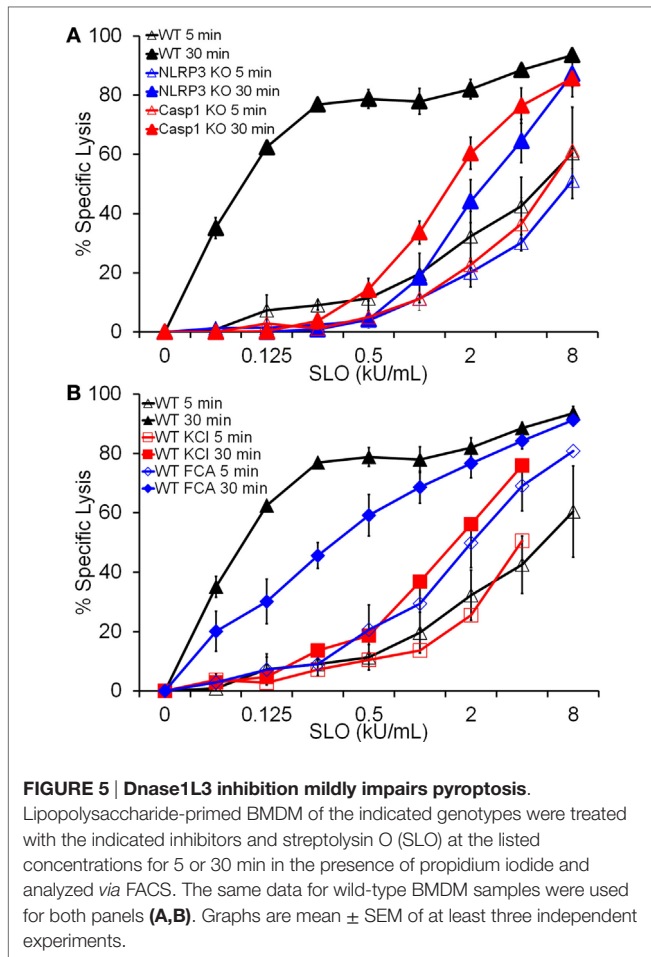 A
100
80
60
40
20
0
% Specific Lysis
WT 5 min
WT 30 min
NLRP3 KO 5 min
NLRP3 KO 30 min
Casp1 KO 5 min
Casp1 KO 30 min
0 0.125 0.5 2 8
SLO (kU/mL)
B
100
80
60
40
20
0
% Specific Lysis
WT 5 min
WT 30 min
WT KCl 5 min
WT KCl 30 min
WT FCA 5 min
WT FCA 30 min
0 0.125 0.5 2 8
SLO (kU/mL)
FIGURE 5 | Dnase1L3 inhibition mildly impairs pyroptosis.
Lipopolysaccharide-primed BMDM of the indicated genotypes were treated
with the indicated inhibitors and streptolysin O (SLO) at the listed
concentrations for 5 or 30 min in the presence of propidium iodide and
analyzed via FACS. The same data for wild-type BMDM samples were used
for both panels (A,B). Graphs are mean ± SEM of at least three independent
experiments.